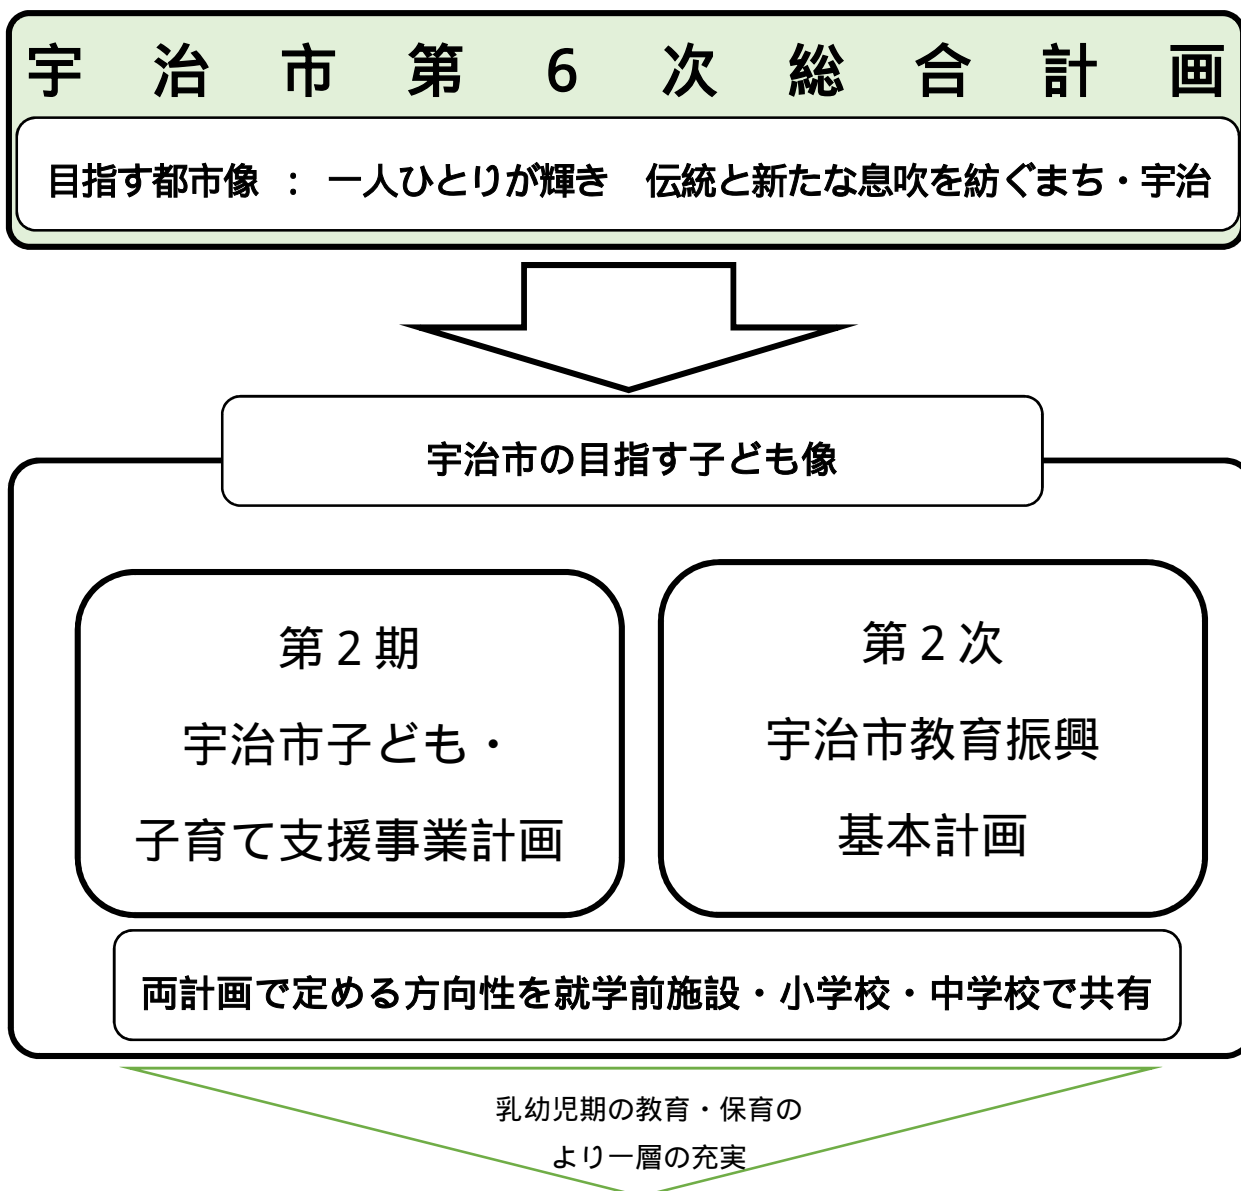 宇治市第6次総合計画
目指す都市像 : 一人ひとりが輝き 伝統と新たな息吹を紡ぐまち・宇治
宇治市の目指す子ども像
第2期
宇治市子ども・
子育て支援事業計画
第2次
宇治市教育振興
基本計画
両計画で定める方向性を就学前施設・小学校・中学校で共有
乳幼児期の教育・保育の
より一層の充実